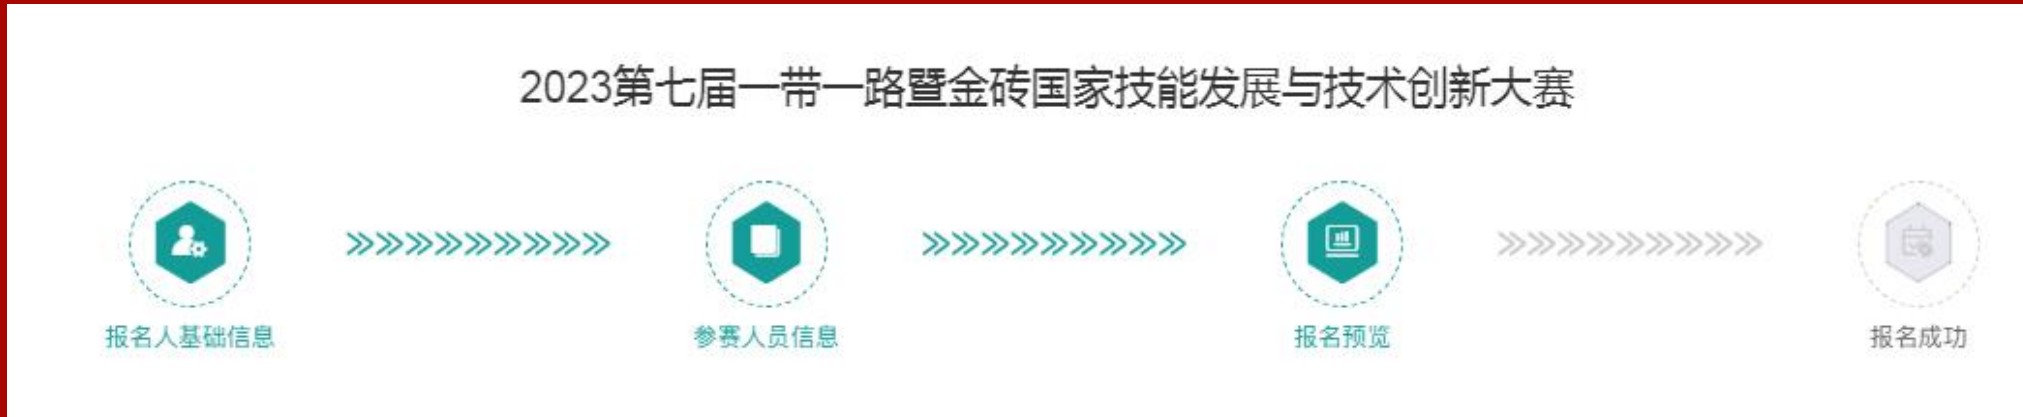 2023第七届一带一路暨金砖国家技能发展与技术创新大赛
报名人基础信息 参赛人员信息 报名预览 报名成功